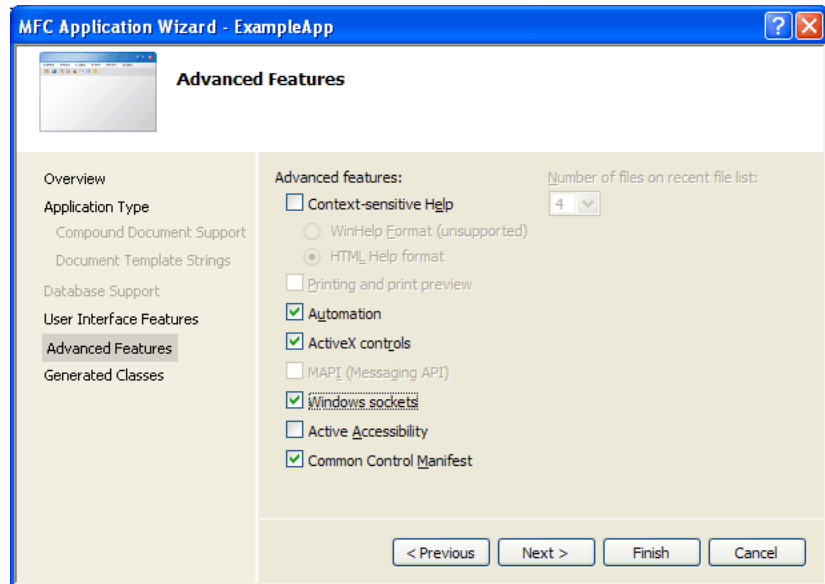 MFC Application Wizard - ExampleApp
Advanced Features
Overview
Application Type
Compound Document Support
Document Template Strings
Database Support
User Interface Features
Advanced Features
Generated Classes
Advanced features:
Context-sensitive Help
WinHelp Format (unsupported)
HTML Help format
Printing and print preview
Automation
ActiveX controls
MAPI (Messaging API)
Windows sockets
Active Accessibility
Common Control Manifest
Number of files on recent file list:
4
< Previous
Next >
Finish
Cancel